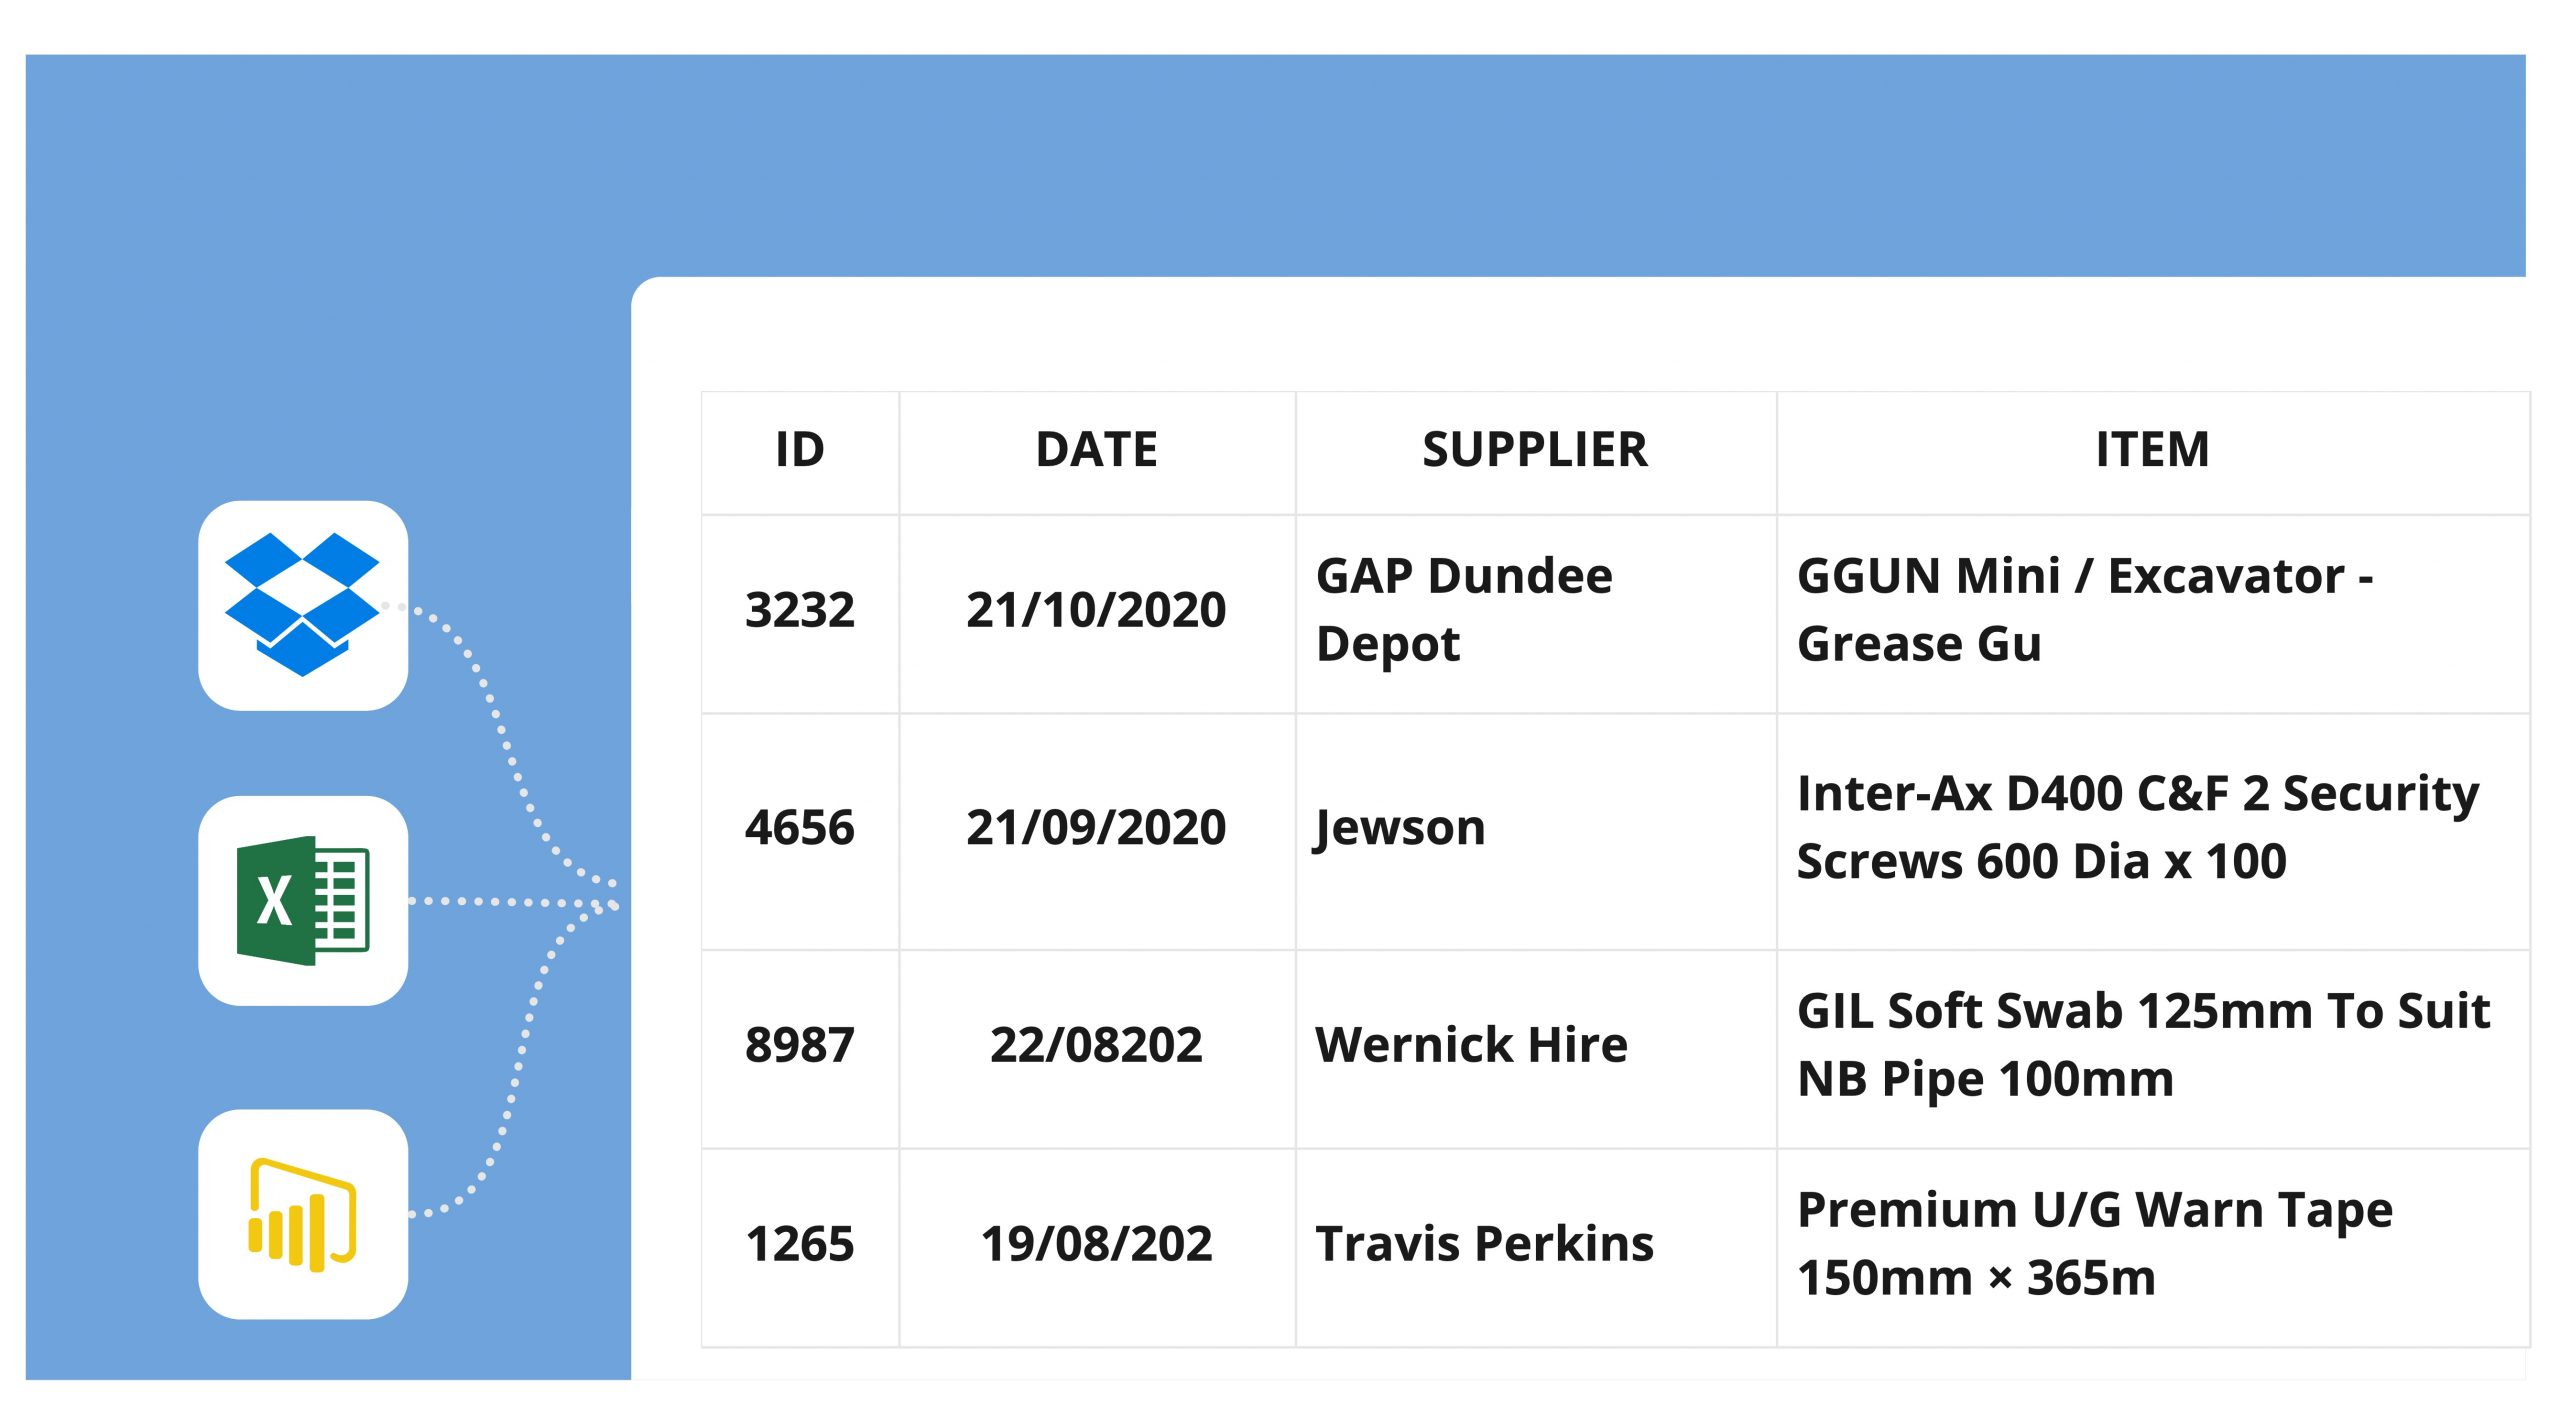 ID DATE SUPPLIER ITEM
3232 21/10/2020 GAP Dundee Depot GGUN Mini / Excavator - Grease Gu
4656 21/09/2020 Jewson Inter-Ax D400 C&F 2 Security Screws 600 Dia x 100
8987 22/08202 Wernick Hire GIL Soft Swab 125mm To Suit NB Pipe 100mm
1265 19/08/202 Travis Perkins Premium U/G Warn Tape 150mm × 365m
X